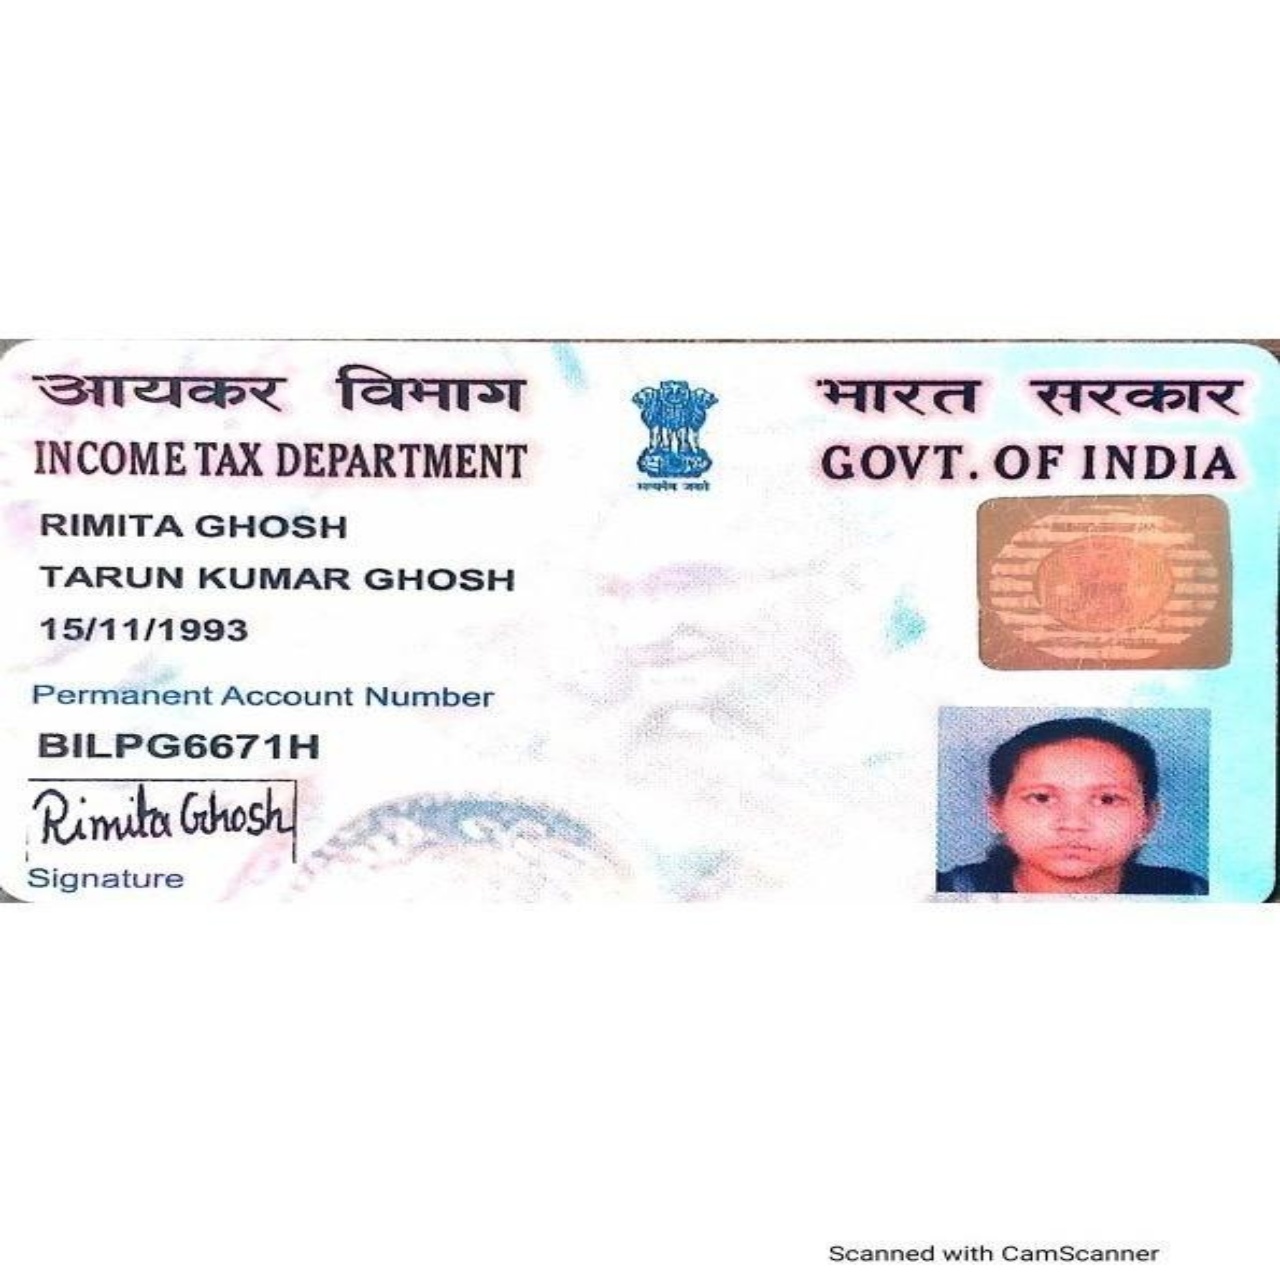 आयकर विभाग
INCOME TAX DEPARTMENT
भारत सरकार
GOVT. OF INDIA
सत्यमेव जयते
RIMITA GHOSH
TARUN KUMAR GHOSH
15/11/1993
Permanent Account Number
BILPG6671H
Rimita Ghosh
Signature
Scanned with CamScanner